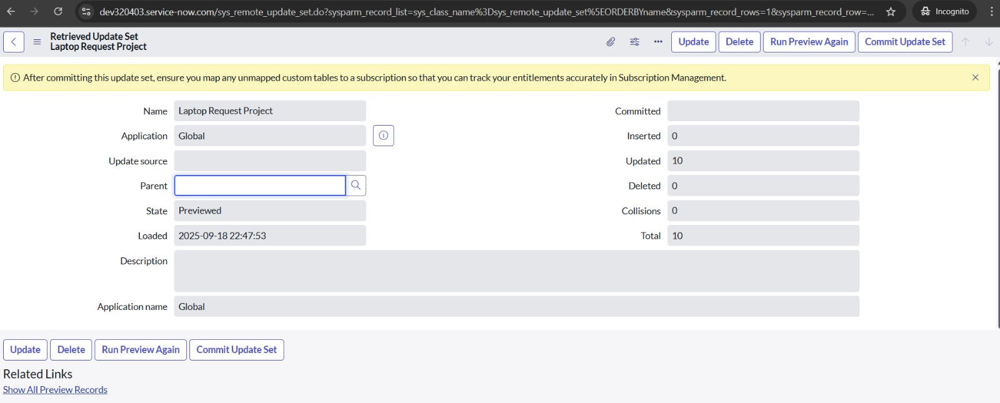 dev320403.service-now.com/sys_remote_update_set.do?sysparm_record_list=sys_class_name%3Dsys_remote_update_set%5EORDERBYname&sysparm_record_rows=1&sysparm_record_row=...
Incognito
Retrieved Update Set
Laptop Request Project
Update
Delete
Run Preview Again
Commit Update Set
After committing this update set, ensure you map any unmapped custom tables to a subscription so that you can track your entitlements accurately in Subscription Management.
Name Laptop Request Project
Application Global
Update source
Parent
State Previewed
Loaded 2025-09-18 22:47:53
Committed
Inserted 0
Updated 10
Deleted 0
Collisions 0
Total 10
Description
Application name Global
Update
Delete
Run Preview Again
Commit Update Set
Related Links
Show All Preview Records